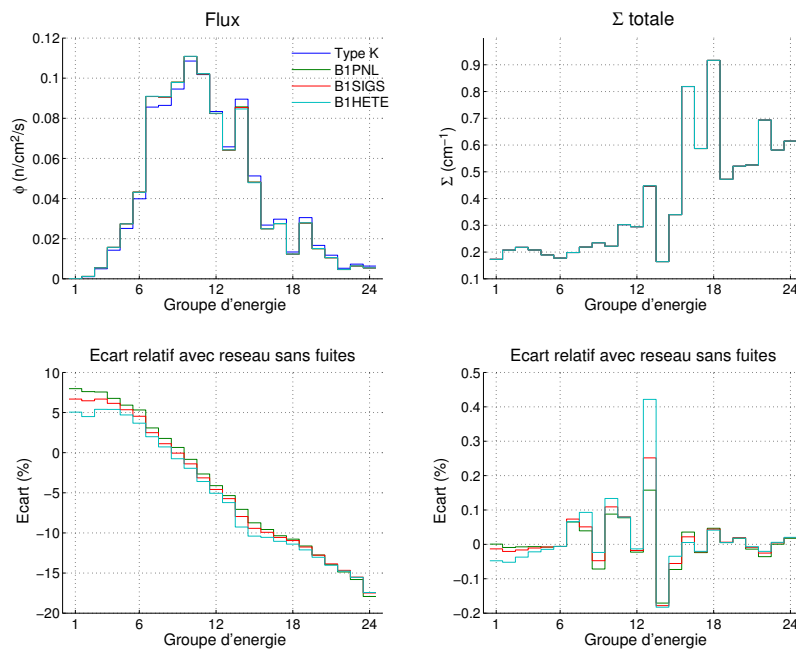 Flux
0.12
0.1
0.08
0.06
0.04
0.02
0
ϕ (n/cm²/s)
Type K
B1PNL
B1SIGS
B1HETE
1 6 12 18 24
Groupe d'energie
Σ totale
0.9
0.8
0.7
0.6
0.5
0.4
0.3
0.2
0.1
Σ (cm⁻¹)
1 6 12 18 24
Groupe d'energie
Ecart relatif avec reseau sans fuites
10
5
0
−5
−10
−15
−20
Ecart (%)
1 6 12 18 24
Groupe d'energie
Ecart relatif avec reseau sans fuites
0.5
0.4
0.3
0.2
0.1
0
−0.1
−0.2
Ecart (%)
1 6 12 18 24
Groupe d'energie